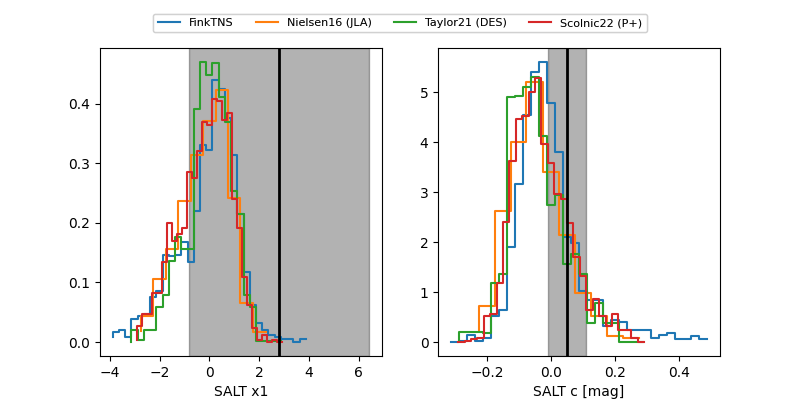 FinkTNS Nielsen16 (JLA) Taylor21 (DES) Scolnic22 (P+)
0.4
0.3
0.2
0.1
0.0
−4 −2 0 2 4 6
SALT x1
5
4
3
2
1
0
−0.2 0.0 0.2 0.4
SALT c [mag]